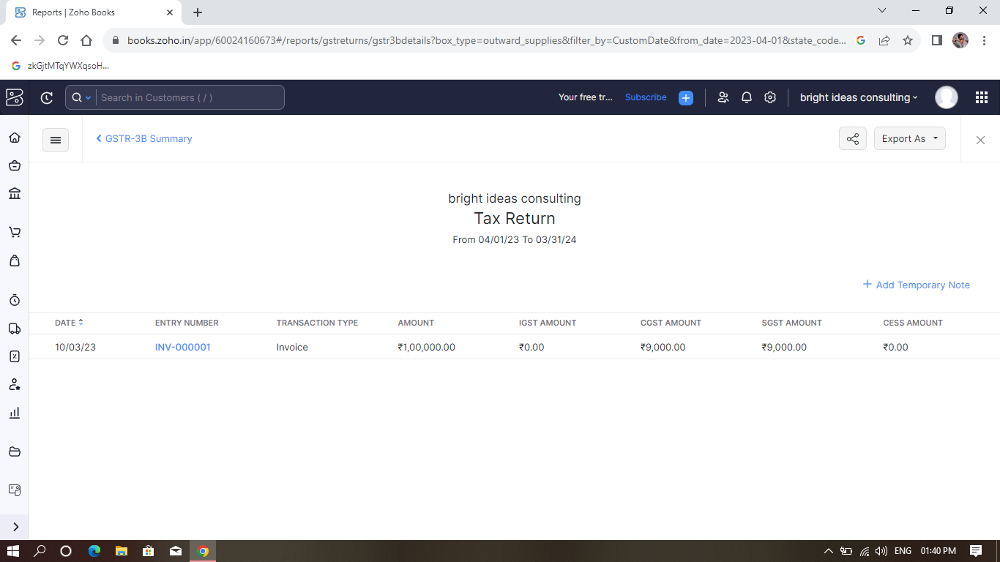 Reports | Zoho Books
books.zoho.in/app/60024160673#/reports/gstreturns/gstr3bdetails?box_type=outward_supplies&filter_by=CustomDate&from_date=2023-04-01&state_code...
zkGjtMTqYWXqsoH...
Search in Customers ( / )
Your free tr... Subscribe
bright ideas consulting
GSTR-3B Summary
Export As
bright ideas consulting
Tax Return
From 04/01/23 To 03/31/24
Add Temporary Note
DATE ENTRY NUMBER TRANSACTION TYPE AMOUNT IGST AMOUNT CGST AMOUNT SGST AMOUNT CESS AMOUNT
10/03/23 INV-000001 Invoice ₹1,00,000.00 ₹0.00 ₹9,000.00 ₹9,000.00 ₹0.00
ENG 01:40 PM